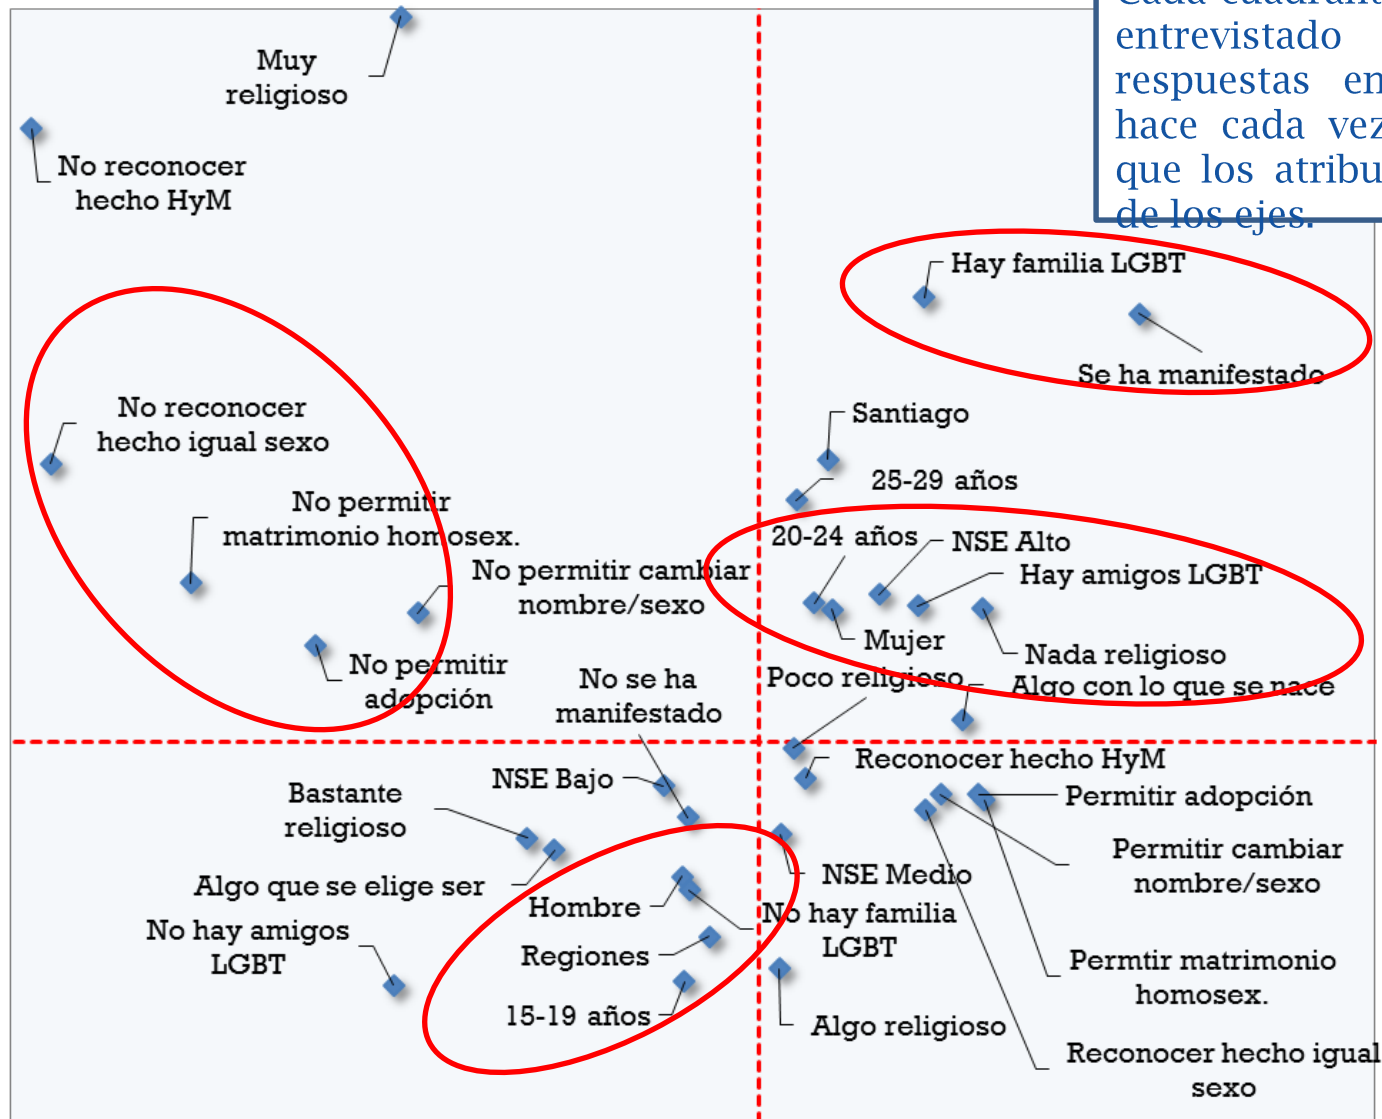 Cada cuadrant
entrevistado
respuestas en
hace cada vez
que los atribu
de los ejes.
Muy
religioso
No reconocer
hecho HyM
Hay familia LGBT
Se ha manifestado
No reconocer
hecho igual sexo
Santiago
25-29 años
No permitir
matrimonio homosex.
20-24 años
NSE Alto
Hay amigos LGBT
No permitir cambiar
nombre/sexo
Mujer
Nada religioso
No permitir
adopción
No se ha
manifestado
Poco religioso
Algo con lo que se nace
Reconocer hecho HyM
NSE Bajo
Bastante
religioso
Permitir adopción
Permitir cambiar
nombre/sexo
Algo que se elige ser
NSE Medio
Hombre
No hay familia
LGBT
No hay amigos
LGBT
Regiones
Permtir matrimonio
homosex.
15-19 años
Algo religioso
Reconocer hecho igual
sexo